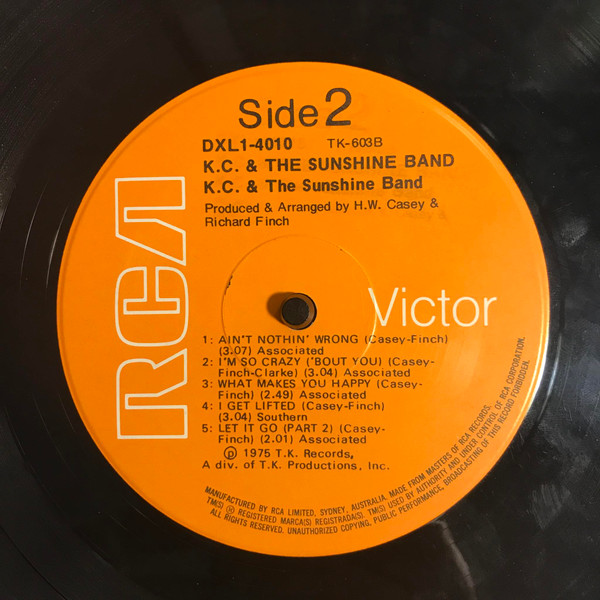 Side 2
DXL1-4010 TK-603B
K.C. & THE SUNSHINE BAND
K.C. & The Sunshine Band
Produced & Arranged by H.W. Casey &
Richard Finch
RCA
Victor
1: AIN'T NOTHIN' WRONG (Casey-Finch)
(3.07) Associated
2: I'M SO CRAZY ('BOUT YOU) (Casey-
Finch-Clarke) (3.04) Associated
3: WHAT MAKES YOU HAPPY (Casey-
Finch) (2.49) Associated
4: I GET LIFTED (Casey-Finch)
(3.04) Southern
5: LET IT GO (PART 2) (Casey-
Finch) (2.01) Associated
℗ 1975 T.K. Records,
A div. of T.K. Productions, Inc.
MANUFACTURED BY RCA LIMITED, SYDNEY, AUSTRALIA. MADE FROM MASTERS OF RCA RECORDS.
TM(S) ® REGISTERED MARCA(S) REGISTRADA(S). TM(S) USED BY AUTHORITY AND UNDER CONTROL OF RCA CORPORATION.
ALL RIGHTS RESERVED. UNAUTHORIZED COPYING, PUBLIC PERFORMANCE, BROADCASTING OF THIS RECORD FORBIDDEN.